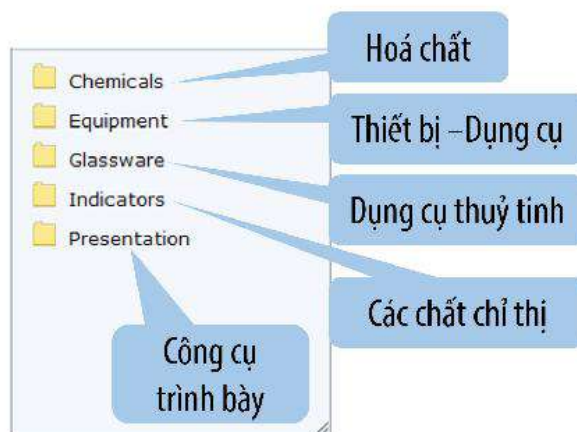 Chemicals
Equipment
Glassware
Indicators
Presentation
Hoá chất
Thiết bị –Dụng cụ
Dụng cụ thuỷ tinh
Các chất chỉ thị
Công cụ
trình bày